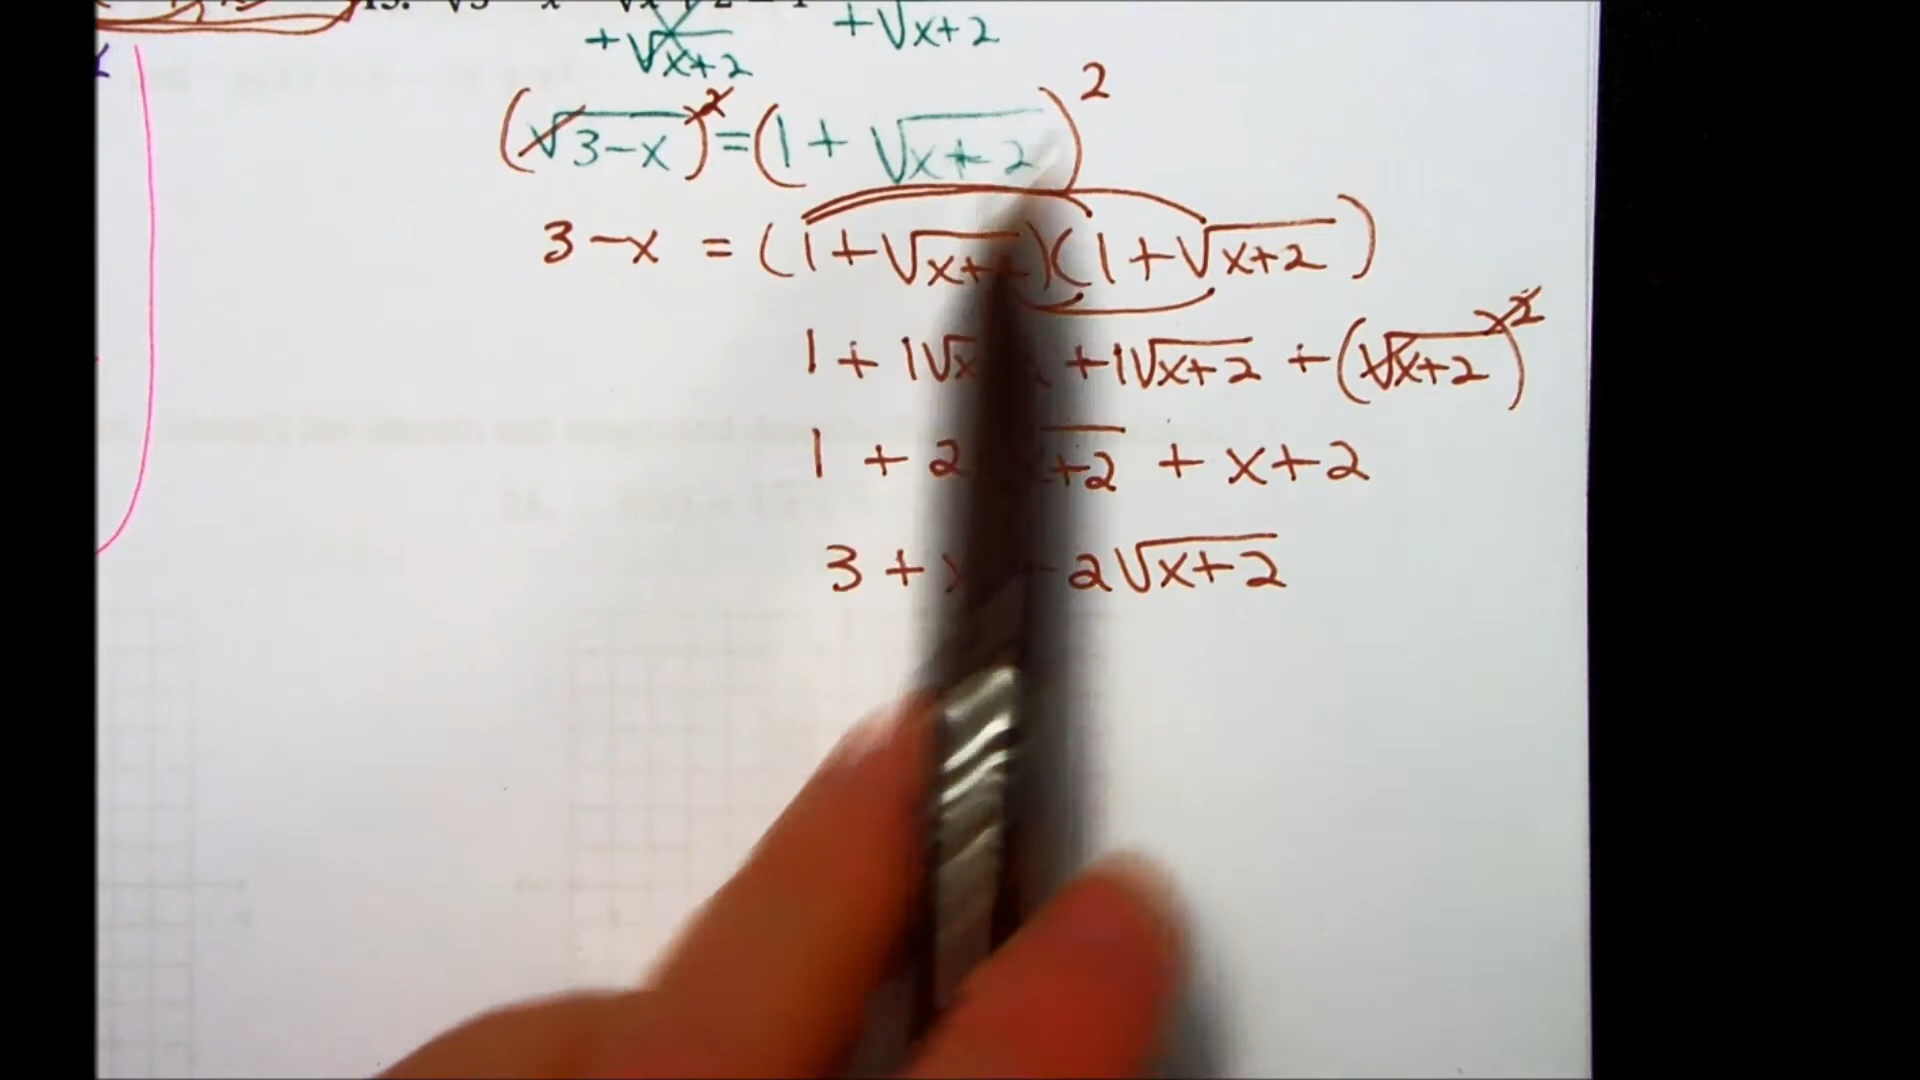 +√x+2 +√x+2
(√3-x)² = (1 + √x+2)²
3-x = (1+√x+2)(1+√x+2)
1 + 1√x +1√x+2 + (√x+2)²
1 + 2 +2 + x+2
3 + x 2√x+2